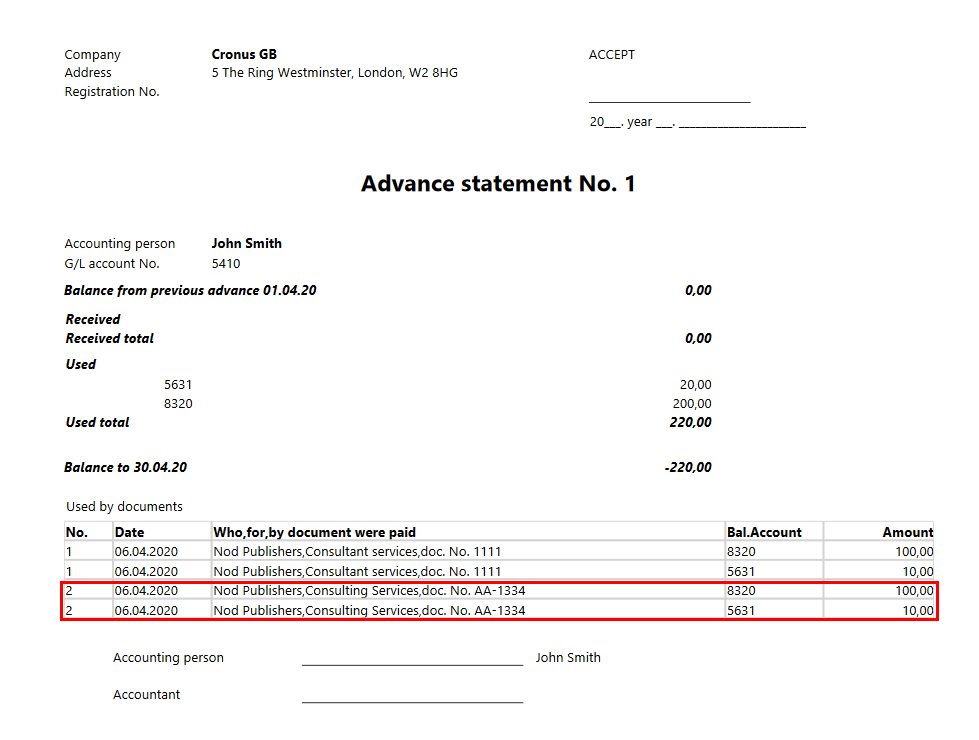 Company Cronus GB ACCEPT
Address 5 The Ring Westminster, London, W2 8HG
Registration No.
20___. year ___. ______________________
Advance statement No. 1
Accounting person John Smith
G/L account No. 5410
Balance from previous advance 01.04.20 0,00
Received
Received total 0,00
Used
5631 20,00
8320 200,00
Used total 220,00
Balance to 30.04.20 -220,00
Used by documents
No. Date Who,for,by document were paid Bal.Account Amount
1 06.04.2020 Nod Publishers,Consultant services,doc. No. 1111 8320 100,00
1 06.04.2020 Nod Publishers,Consultant services,doc. No. 1111 5631 10,00
2 06.04.2020 Nod Publishers,Consulting Services,doc. No. AA-1334 8320 100,00
2 06.04.2020 Nod Publishers,Consulting Services,doc. No. AA-1334 5631 10,00
Accounting person John Smith
Accountant